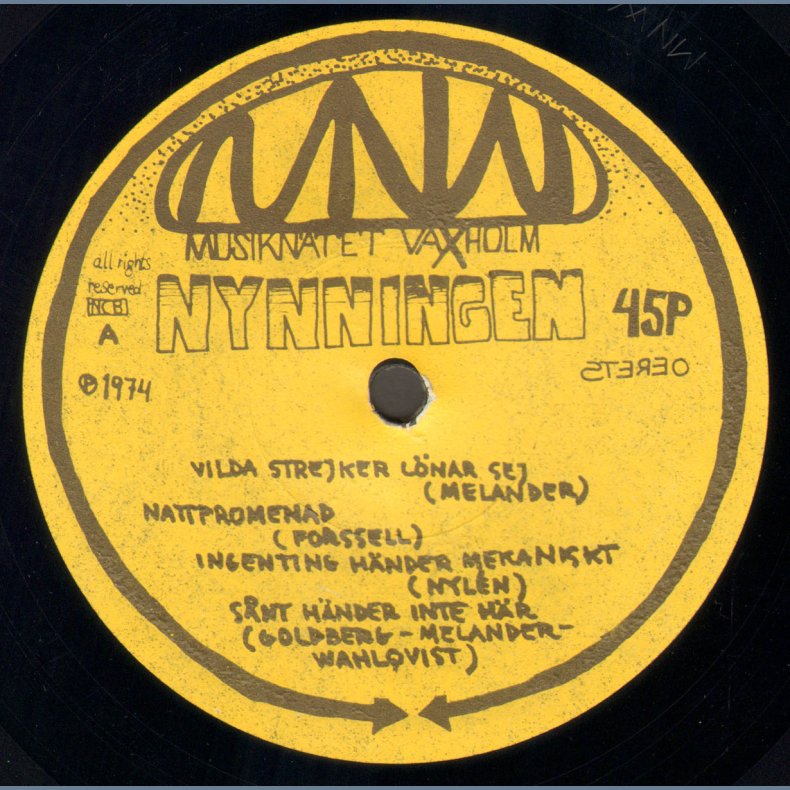 MNW
MUSIKNÄTET VAXHOLM
all rights
reserved
NCB
A
NYNNINGEN
45P
STEREO
℗ 1974
VILDA STREJKER LÖNAR SEJ
(MELANDER)
NATTPROMENAD
(FORSSELL)
INGENTING HÄNDER MEKANISKT
(NYLÉN)
SÅNT HÄNDER INTE HÄR
(GOLDBERG-MELANDER-
WAHLQVIST)